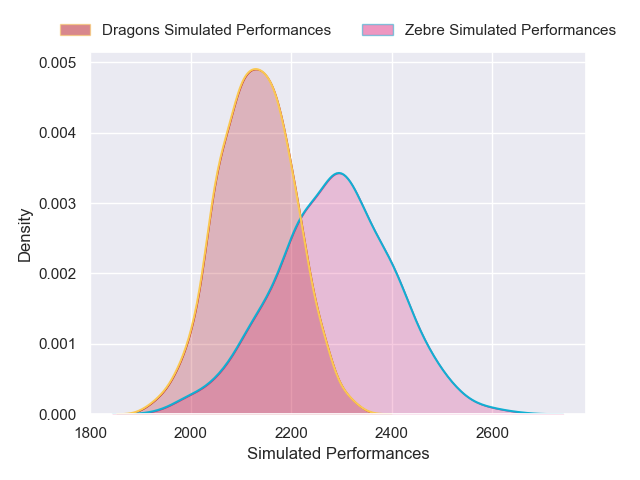 Dragons Simulated Performances Zebre Simulated Performances
0.005
0.004
0.003
0.002
0.001
0.000
Density
1800 2000 2200 2400 2600
Simulated Performances